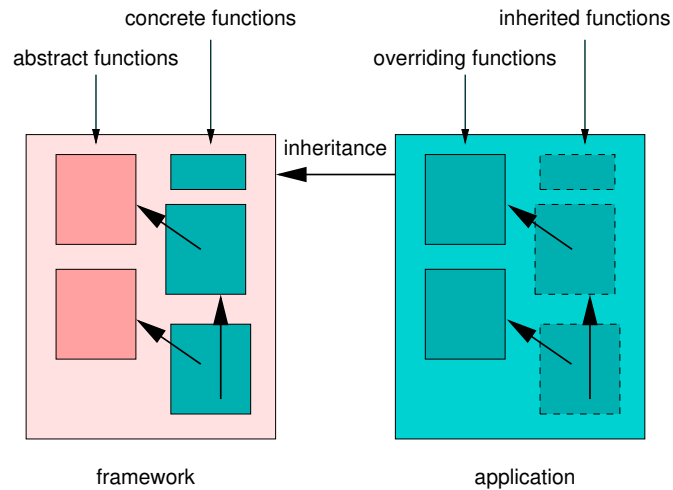 concrete functions
inherited functions
abstract functions
overriding functions
inheritance
framework
application